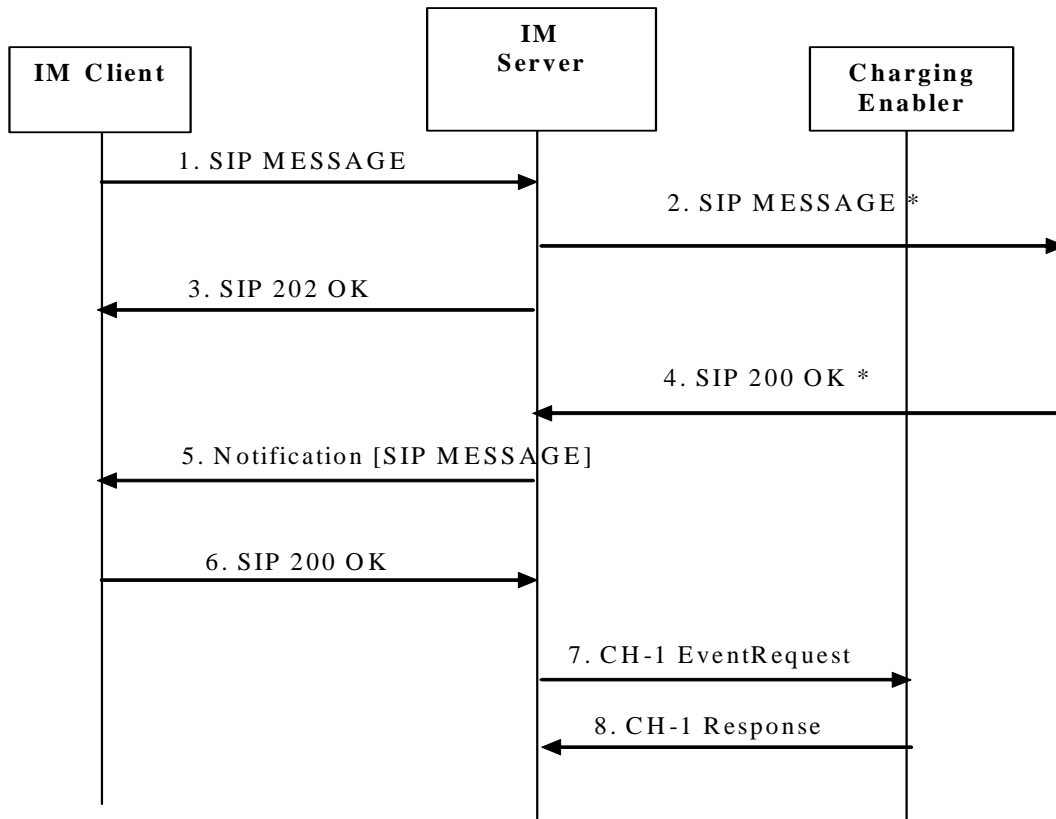 IM Client
IM
Server
Charging
Enabler
1. SIP MESSAGE
2. SIP MESSAGE *
3. SIP 202 OK
4. SIP 200 OK *
5. Notification [SIP MESSAGE]
6. SIP 200 OK
7. CH-1 EventRequest
8. CH-1 Response